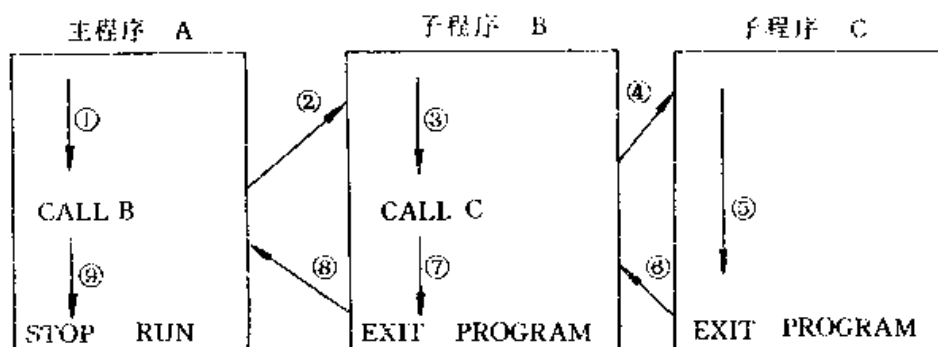 主程序 A 子程序 B 子程序 C
② ④
① ③
CALL B CALL C ⑤
⑨ ⑧ ⑦ ⑥
STOP RUN EXIT PROGRAM EXIT PROGRAM